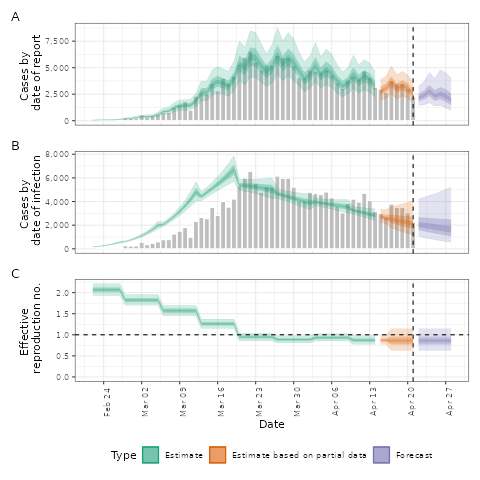 A
Cases by
date of report
7,500
5,000
2,500
0
B
Cases by
date of infection
8,000
6,000
4,000
2,000
0
C
Effective
reproduction no.
2.0
1.5
1.0
0.5
0.0
Feb 24
Mar 02
Mar 09
Mar 16
Mar 23
Mar 30
Apr 06
Apr 13
Apr 20
Apr 27
Date
Type Estimate Estimate based on partial data Forecast